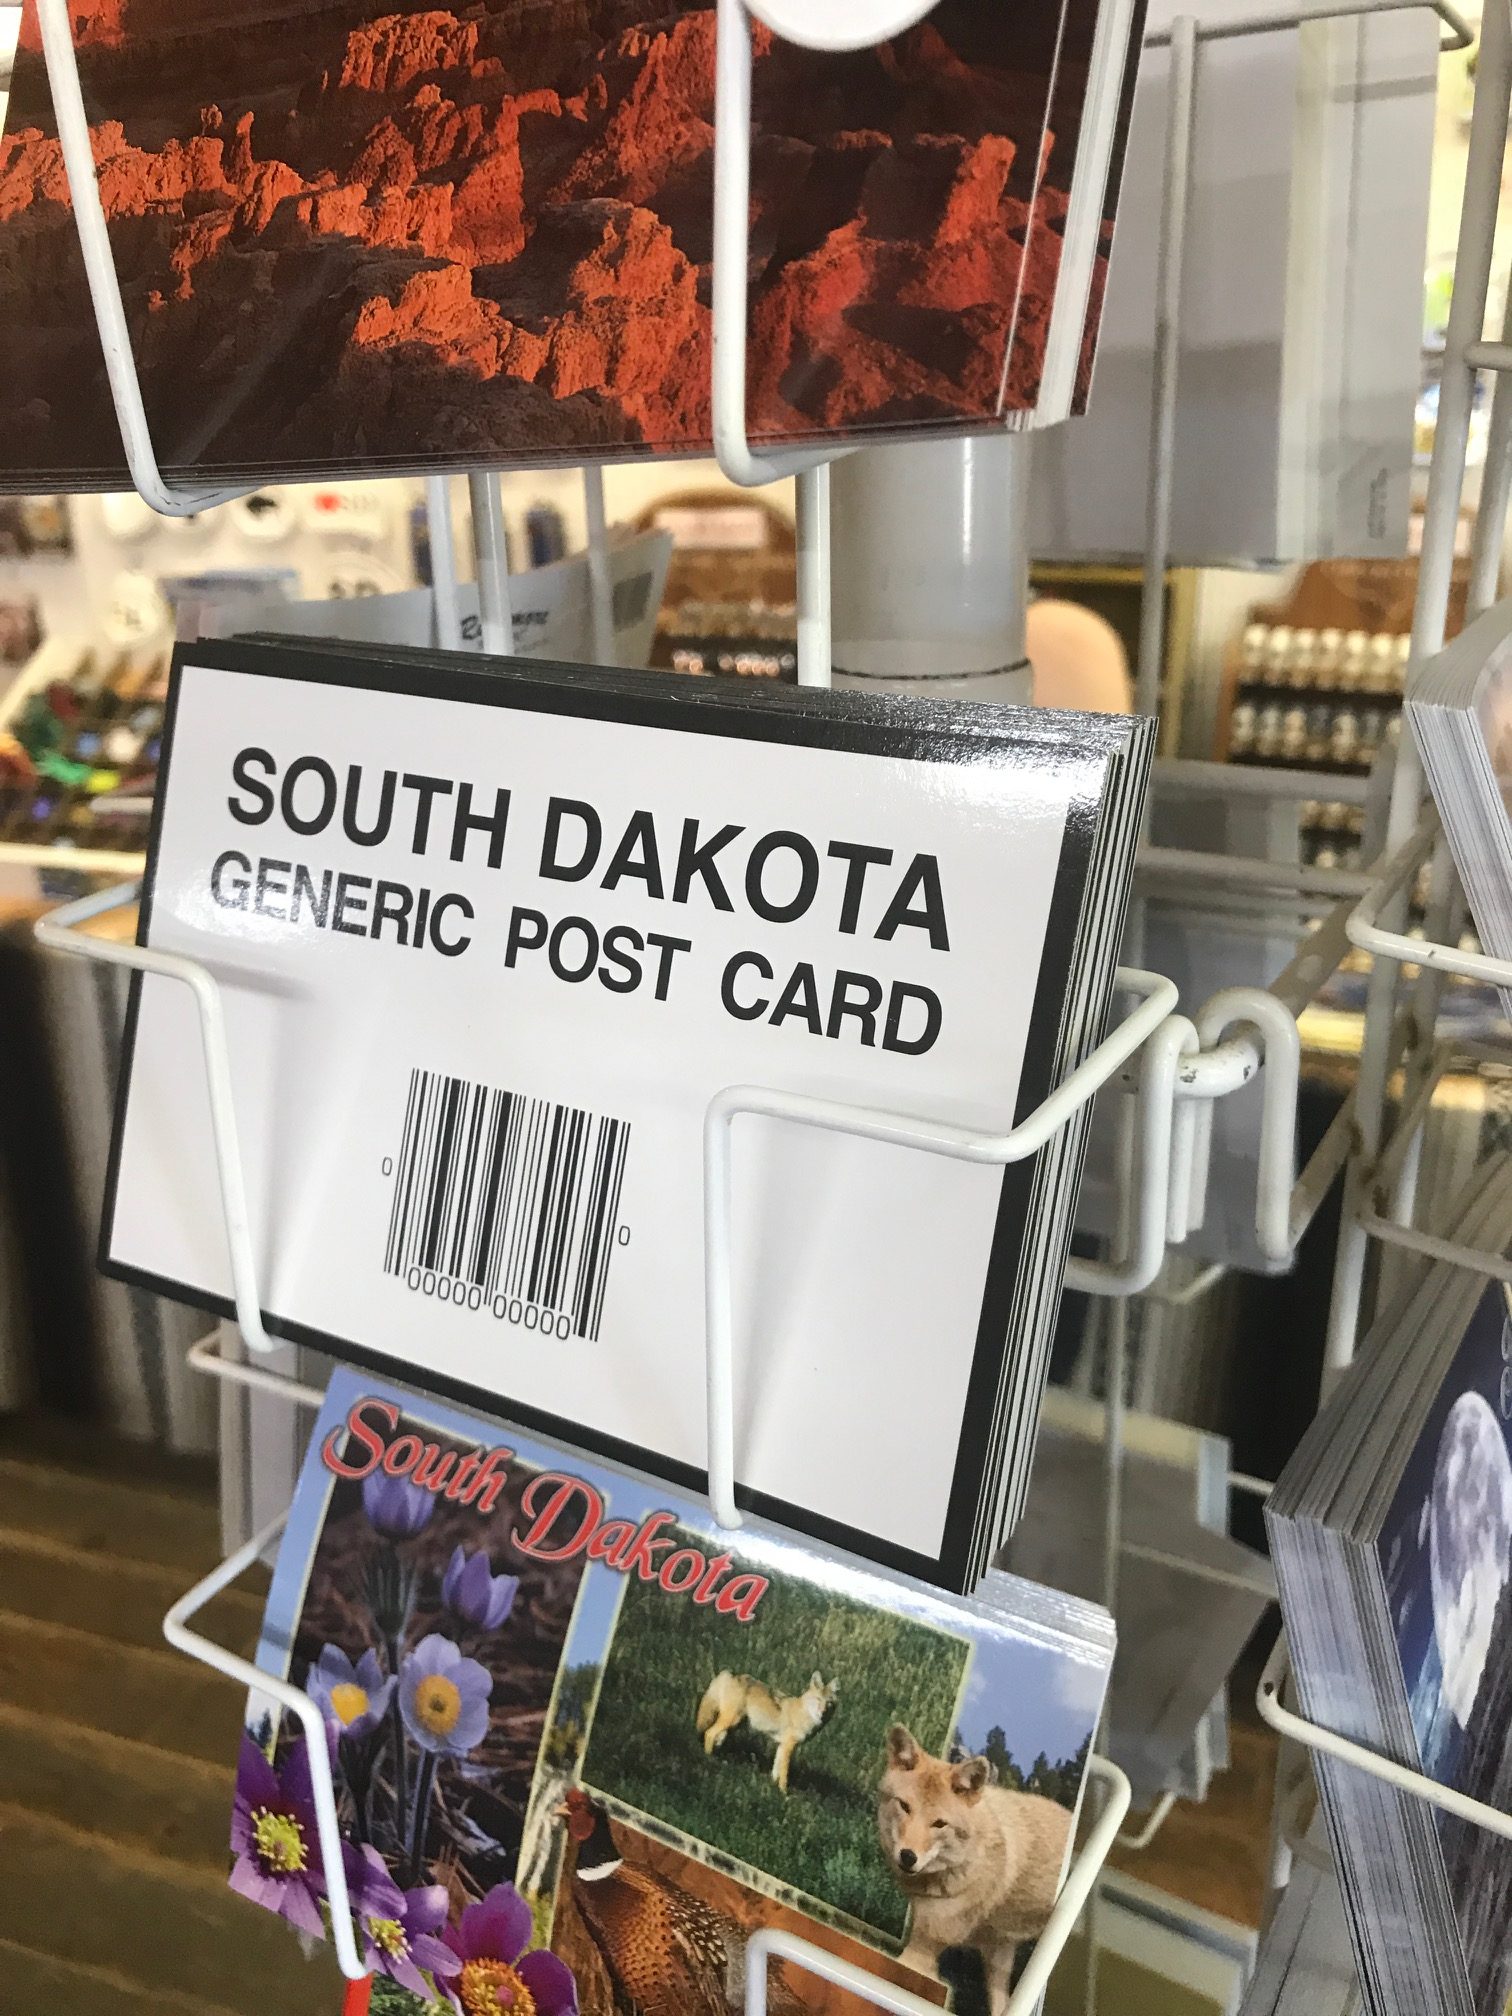 SOUTH DAKOTA
GENERIC POST CARD
0
00000 00000
0
South Dakota